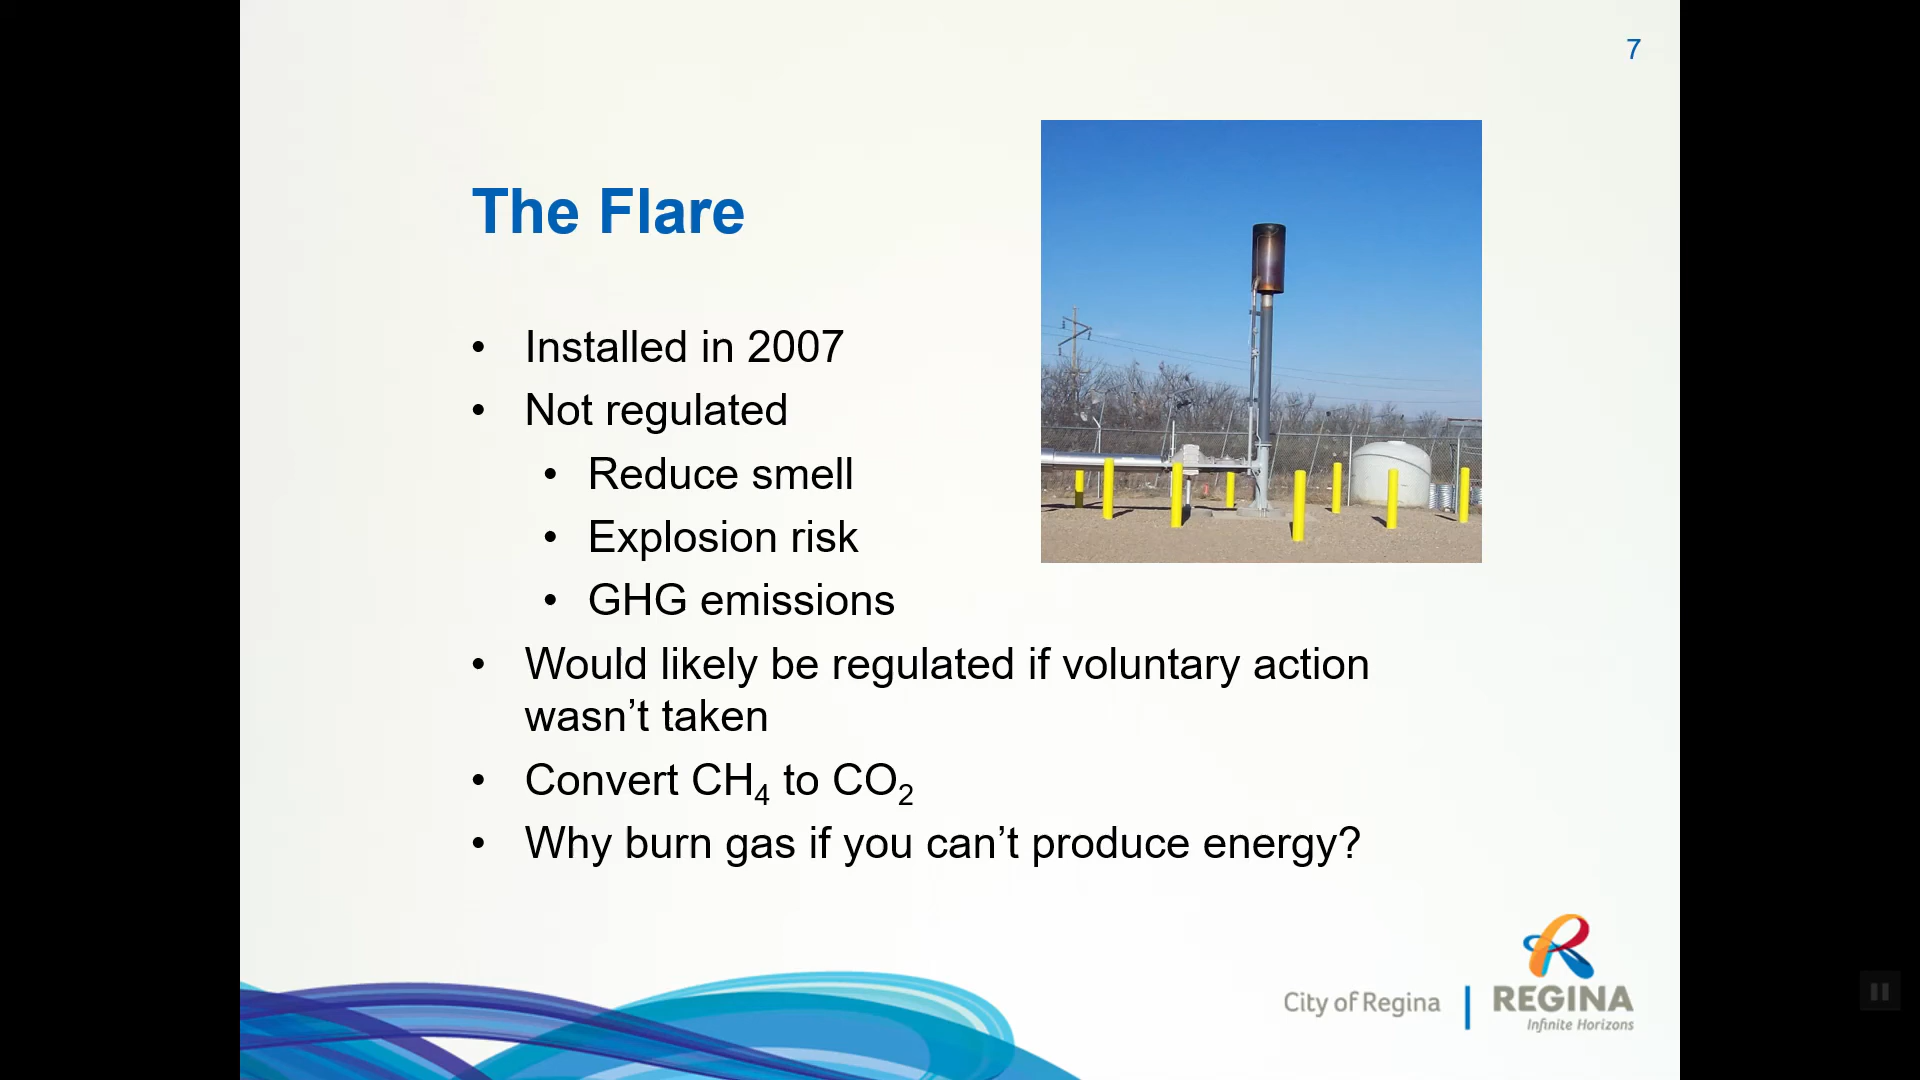 7
The Flare
• Installed in 2007
• Not regulated
• Reduce smell
• Explosion risk
• GHG emissions
• Would likely be regulated if voluntary action
wasn’t taken
• Convert CH₄ to CO₂
• Why burn gas if you can’t produce energy?
City of Regina | REGINA
Infinite Horizons